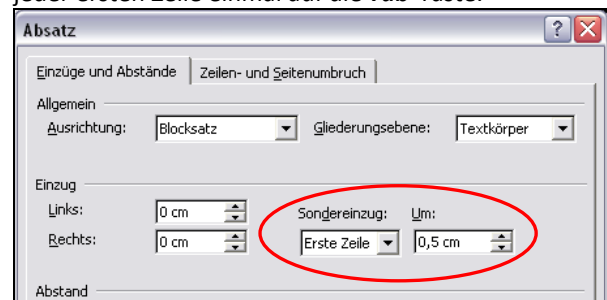 jeder ersten Zeile einmal auf die Tab-Taste.
Absatz
Einzüge und Abstände Zeilen- und Seitenumbruch
Allgemein
Ausrichtung: Blocksatz Gliederungsebene: Textkörper
Einzug
Links: 0 cm Sondereinzug: Um:
Rechts: 0 cm Erste Zeile 0,5 cm
Abstand